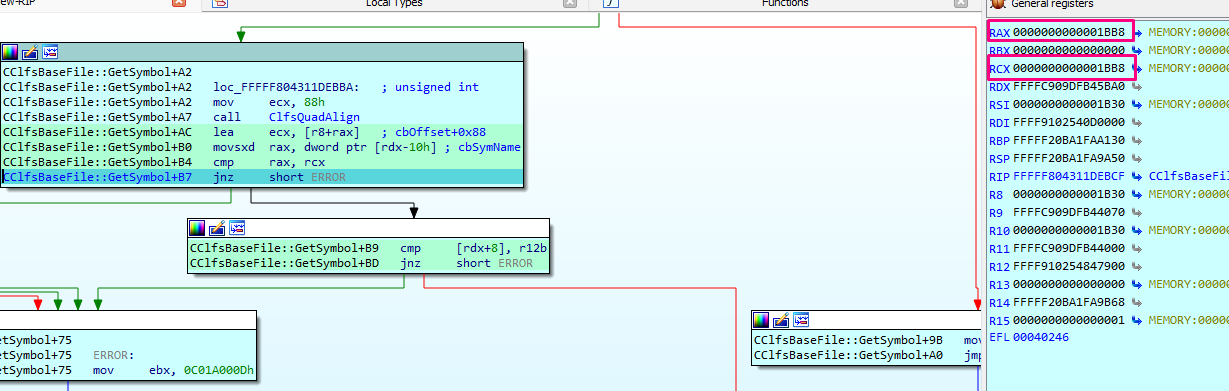 ew-RIP Local Types Functions General registers
CClfsBaseFile::GetSymbol+A2
CClfsBaseFile::GetSymbol+A2 loc_FFFFF804311DEBBA: ; unsigned int
CClfsBaseFile::GetSymbol+A2 mov ecx, 88h
CClfsBaseFile::GetSymbol+A7 call ClfsQuadAlign
CClfsBaseFile::GetSymbol+AC lea ecx, [r8+rax] ; cbOffset+0x88
CClfsBaseFile::GetSymbol+B0 movsxd rax, dword ptr [rdx-10h] ; cbSymName
CClfsBaseFile::GetSymbol+B4 cmp rax, rcx
CClfsBaseFile::GetSymbol+B7 jnz short ERROR
CClfsBaseFile::GetSymbol+B9 cmp [rdx+8], r12b
CClfsBaseFile::GetSymbol+BD jnz short ERROR
etSymbol+75
etSymbol+75 ERROR:
etSymbol+75 mov ebx, 0C01A000Dh
CClfsBaseFile::GetSymbol+9B mov
CClfsBaseFile::GetSymbol+A0 jmp
RAX 0000000000001BB8 MEMORY:00000
RBX 0000000000000000 MEMORY:00000
RCX 0000000000001BB8 MEMORY:00000
RDX FFFFC909DFB45BA0
RSI 0000000000001B30 MEMORY:00000
RDI FFFF9102540D0000
RBP FFFFF20BA1FAA130
RSP FFFFF20BA1FA9A50
RIP FFFFF804311DEBCF CClfsBaseFil
R8 0000000000001B30 MEMORY:00000
R9 FFFFC909DFB44070
R10 0000000000001B30 MEMORY:00000
R11 FFFFC909DFB44000
R12 FFFF910254847900
R13 0000000000000000 MEMORY:00000
R14 FFFFF20BA1FA9B68
R15 0000000000000001 MEMORY:00000
EFL 00040246